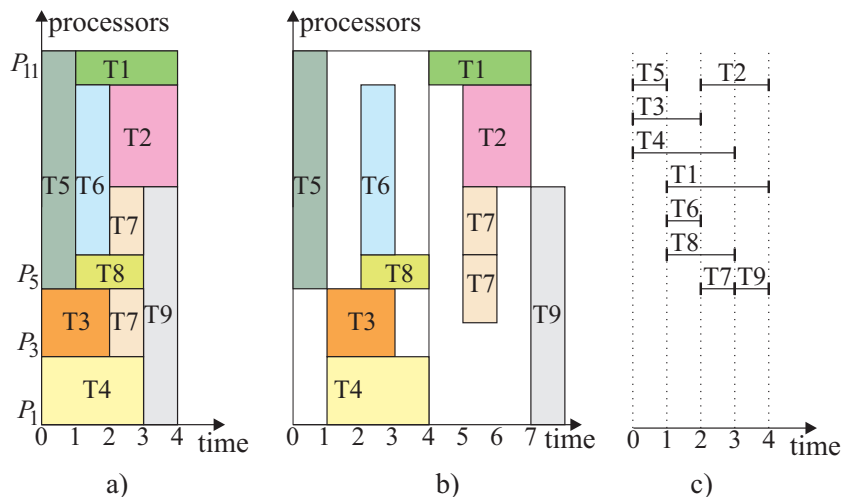 processors
P11
P5
P3
P1
T1
T2
T5
T6
T7
T8
T3
T7
T9
T4
0 1 2 3 4 time
a)
processors
T1
T2
T5
T6
T7
T8
T7
T3
T9
T4
0 1 2 3 4 5 6 7 time
b)
T5 T2
T3
T4
T1
T6
T8
T7 T9
0 1 2 3 4 time
c)